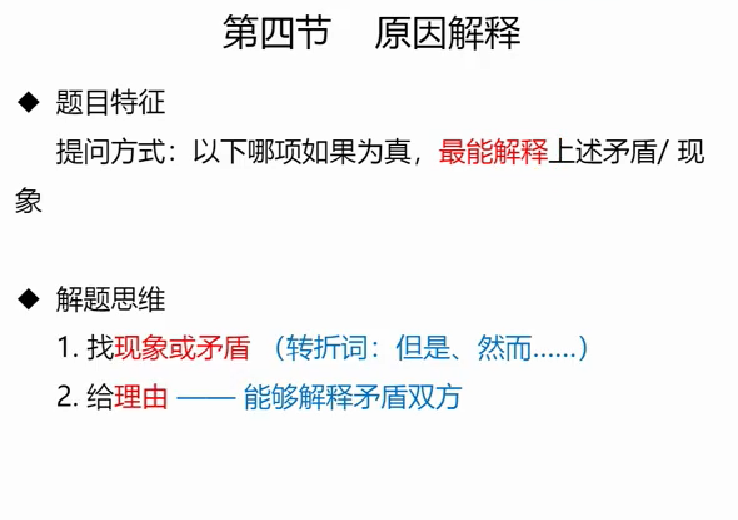 第四节 原因解释
◆ 题目特征
提问方式：以下哪项如果为真，最能解释上述矛盾/ 现
象
◆ 解题思维
1. 找现象或矛盾（转折词：但是、然而……）
2. 给理由 —— 能够解释矛盾双方